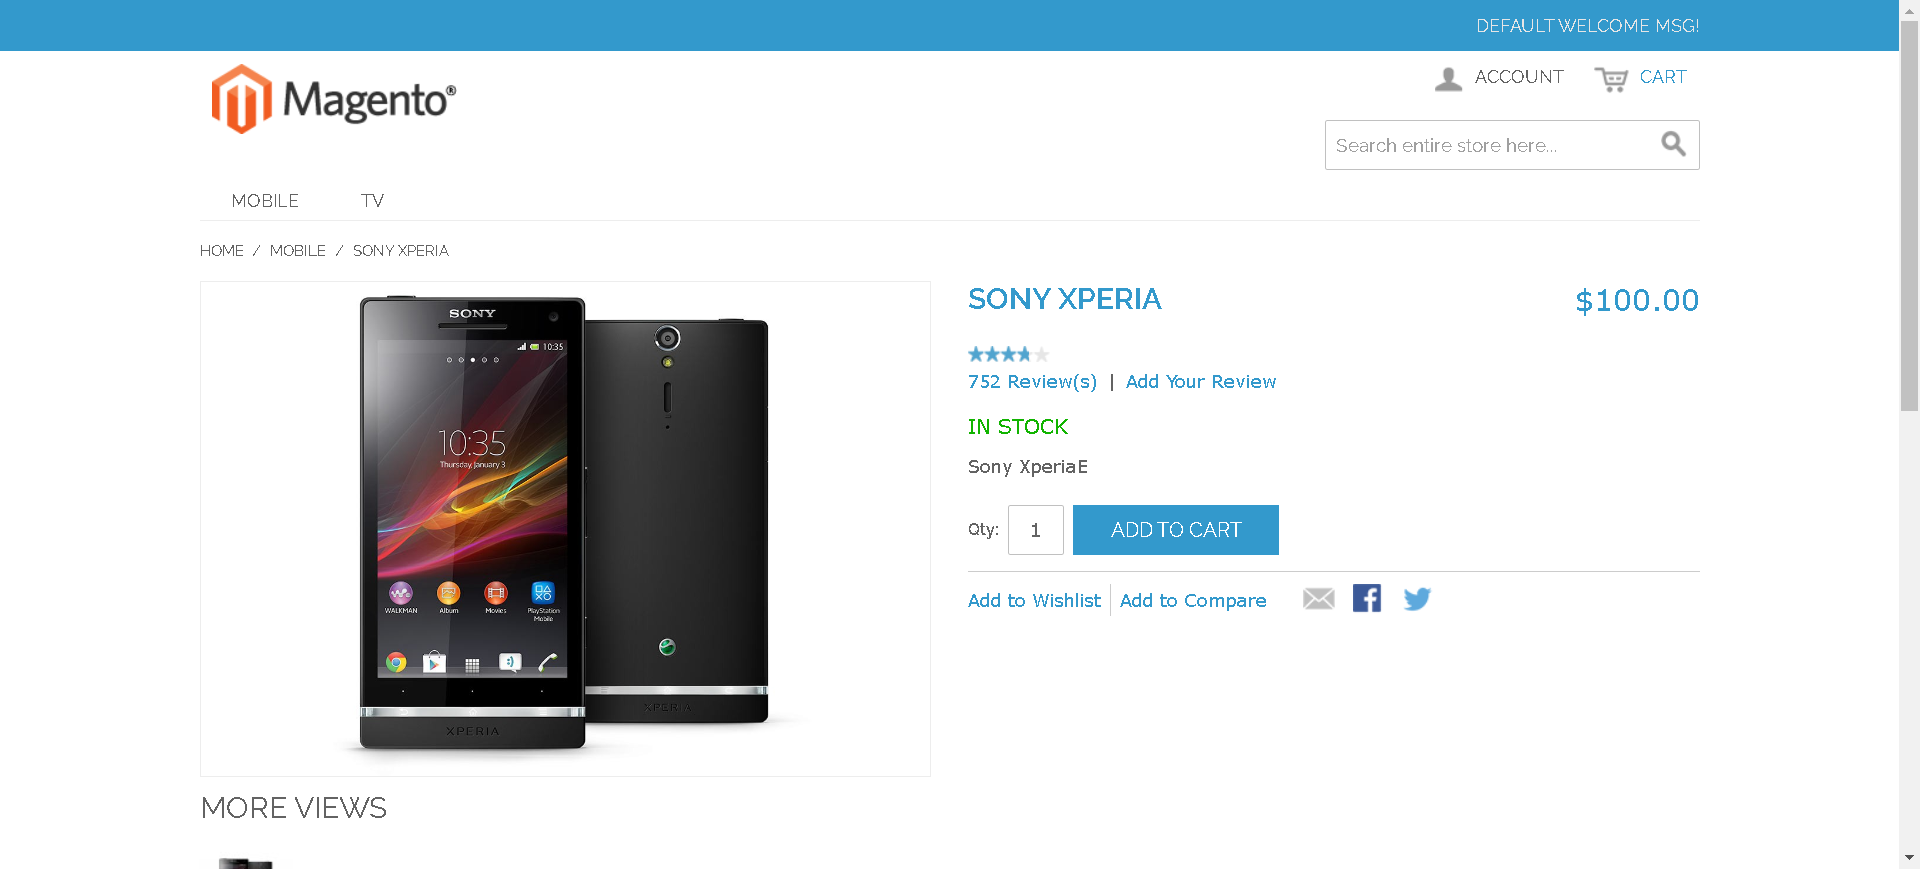 DEFAULT WELCOME MSG!
Magento®
ACCOUNT
CART
Search entire store here...
MOBILE
TV
HOME / MOBILE / SONY XPERIA
SONY
10:35
10:35
Thursday, January 3
WALKMAN
Album
Movies
PlayStation
Mobile
XPERIA
XPERIA
SONY XPERIA
$100.00
752 Review(s) | Add Your Review
IN STOCK
Sony XperiaE
Qty: 1 ADD TO CART
Add to Wishlist
Add to Compare
MORE VIEWS